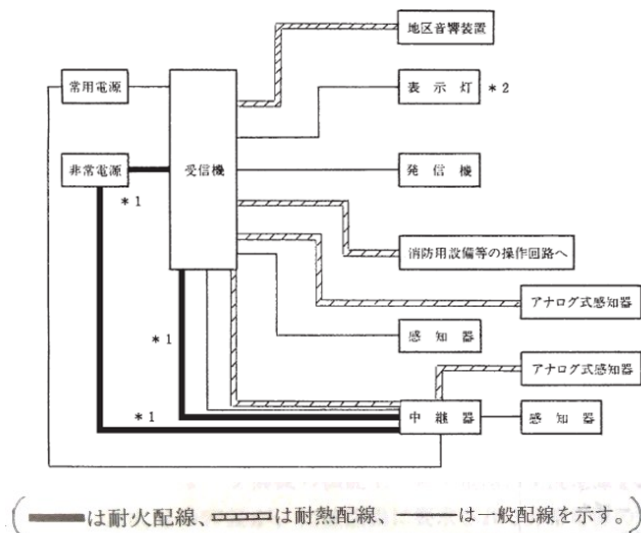 地区音響装置
常用電源
表示灯 *2
非常電源
受信機
発信機
*1
消防用設備等の操作回路へ
アナログ式感知器
*1
感知器
アナログ式感知器
*1
中継器
感知器
(━━━は耐火配線、▭▭▭は耐熱配線、───は一般配線を示す。)